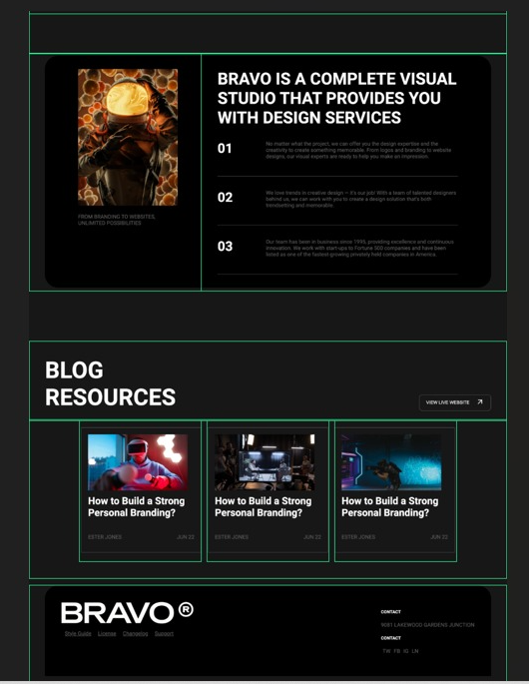 BRAVO IS A COMPLETE VISUAL
STUDIO THAT PROVIDES YOU
WITH DESIGN SERVICES
01
No matter what the project, we can offer you the design expertise and the
creativity to create something memorable. From logos and branding to website
designs, our visual experts are ready to help you make an impression.
02
We love trends in creative design — it's our job! With a team of talented designers
behind us, we can work with you to create a design solution that's both
trendsetting and memorable.
03
Our team has been in business since 1995, providing excellence and continuous
innovation. We work with start-ups to Fortune 500 companies and have been
listed as one of the fastest-growing privately held companies in America.
FROM BRANDING TO WEBSITES,
UNLIMITED POSSIBILITIES
BLOG
RESOURCES
VIEW LIVE WEBSITE
How to Build a Strong
Personal Branding?
ESTER JONES JUN 22
How to Build a Strong
Personal Branding?
ESTER JONES JUN 22
How to Build a Strong
Personal Branding?
ESTER JONES JUN 22
BRAVO ®
Style Guide License Changelog Support
CONTACT
9081 LAKEWOOD GARDENS JUNCTION
CONTACT
TW FB IG LN